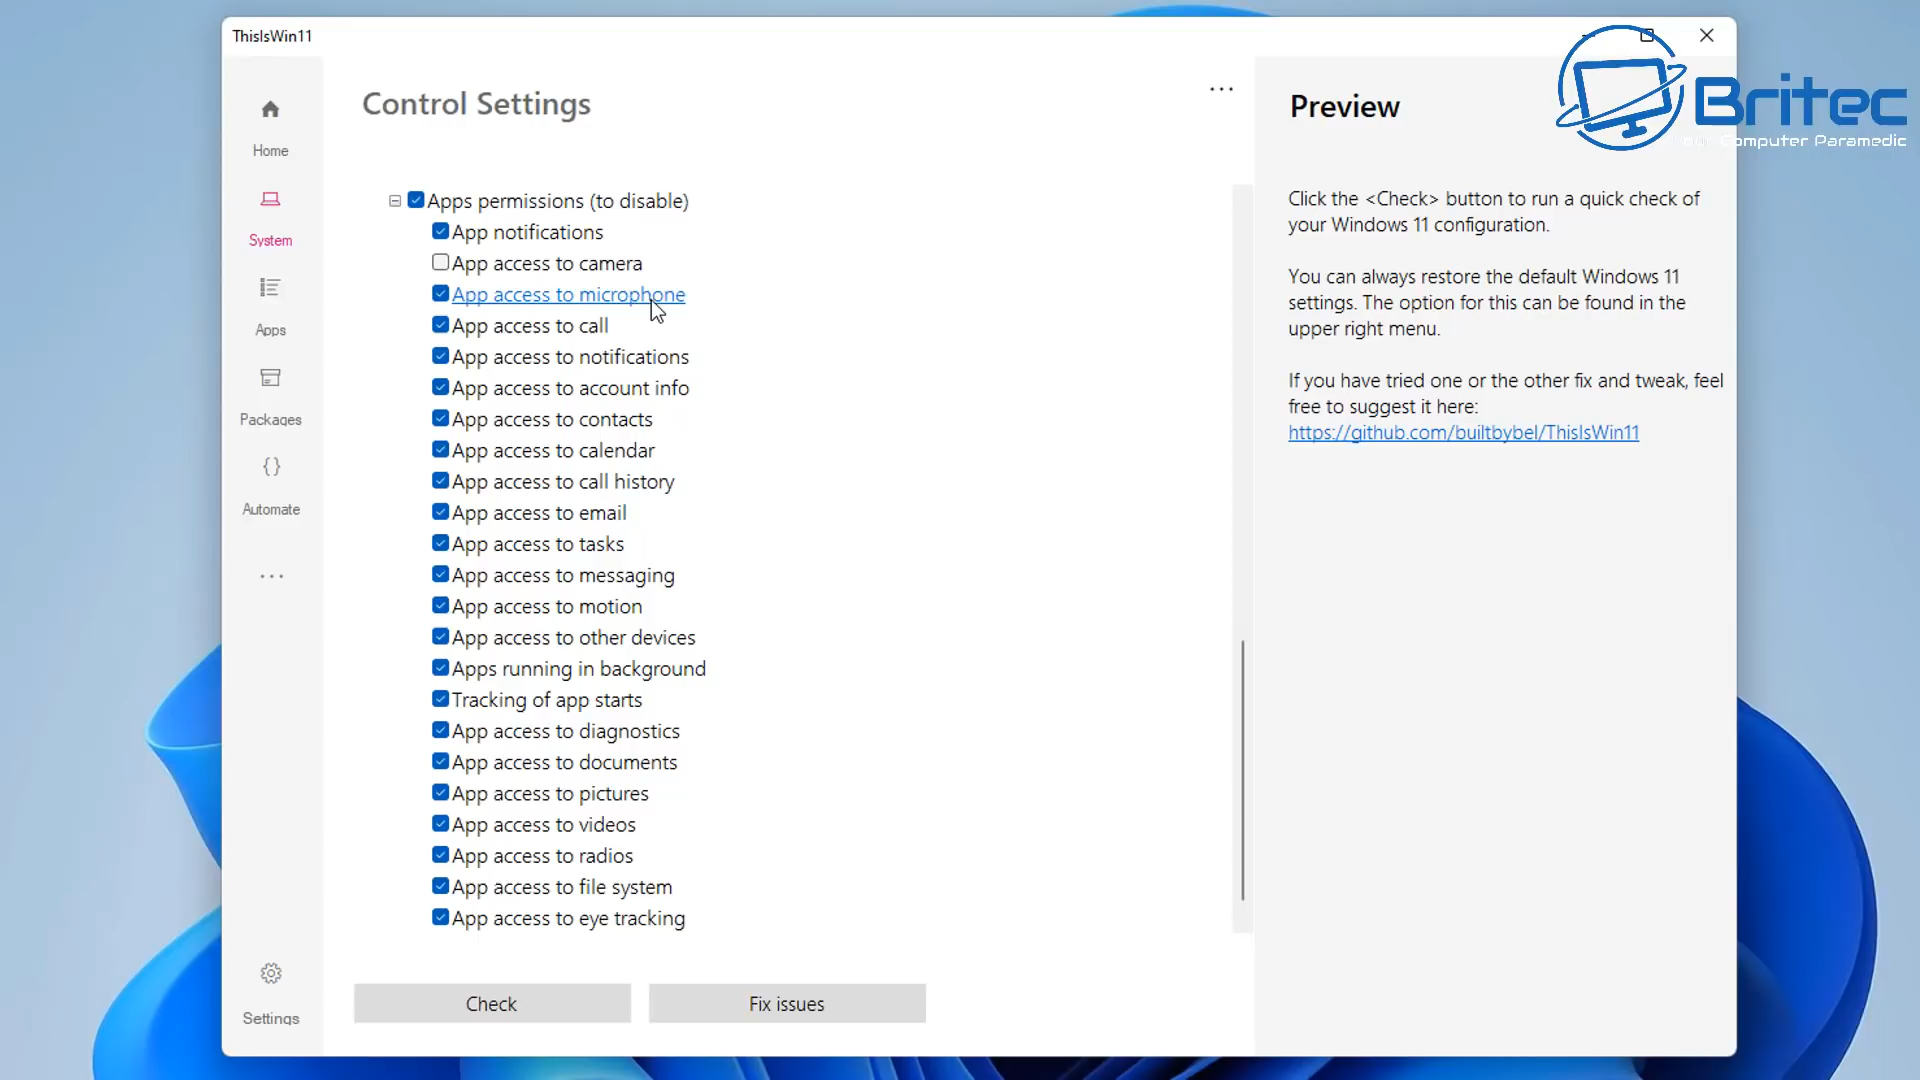 ThisIsWin11
Britec
Computer Paramedic
Home
System
Apps
Packages
Automate
Settings
Control Settings
Apps permissions (to disable)
App notifications
App access to camera
App access to microphone
App access to call
App access to notifications
App access to account info
App access to contacts
App access to calendar
App access to call history
App access to email
App access to tasks
App access to messaging
App access to motion
App access to other devices
Apps running in background
Tracking of app starts
App access to diagnostics
App access to documents
App access to pictures
App access to videos
App access to radios
App access to file system
App access to eye tracking
Check
Fix issues
Preview
Click the <Check> button to run a quick check of
your Windows 11 configuration.
You can always restore the default Windows 11
settings. The option for this can be found in the
upper right menu.
If you have tried one or the other fix and tweak, feel
free to suggest it here:
https://github.com/builtbybel/ThisIsWin11